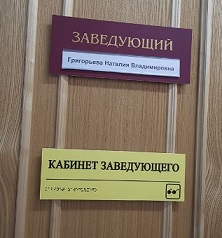 ЗАВЕДУЮЩИЙ
Григорьева Наталия Владимировна
КАБИНЕТ ЗАВЕДУЮЩЕГО